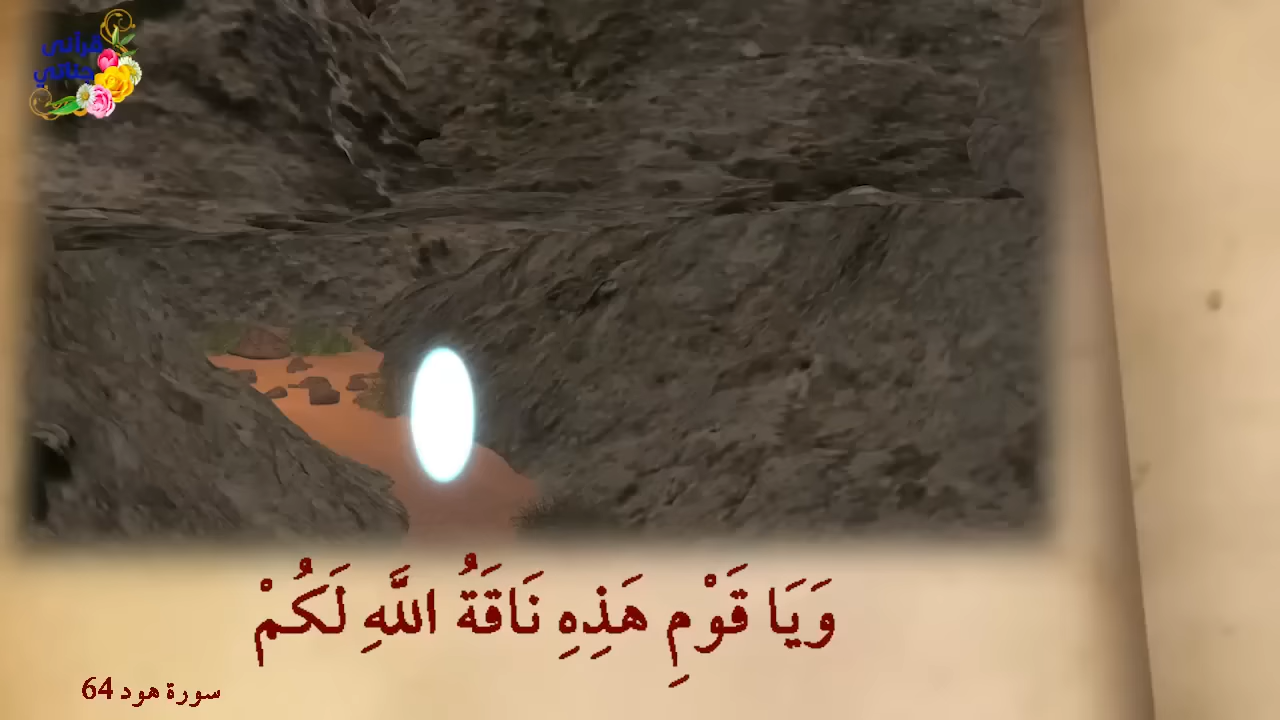 قرآني
جناتي
وَيَا قَوْمِ هَذِهِ نَاقَةُ اللَّهِ لَكُمْ
سورة هود 64